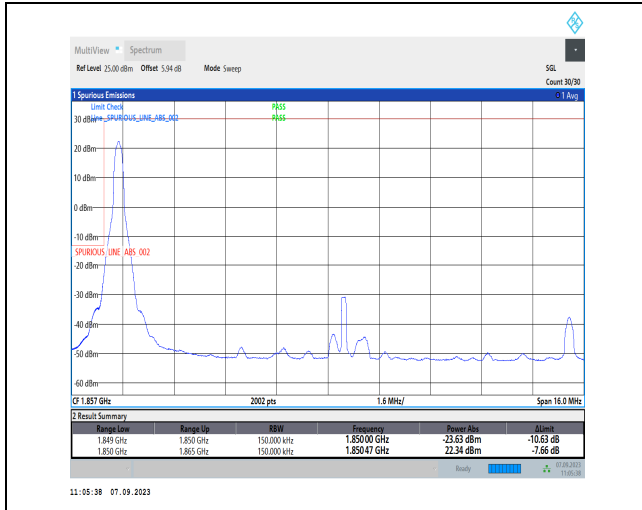 MultiView Spectrum
Ref Level 25.00 dBm Offset 5.94 dB Mode Sweep SGL
Count 30/30
1 Spurious Emissions 1 Avg
Limit Check PASS
30 dBm Line _SPURIOUS_LINE_ABS_002 PASS
20 dBm
10 dBm
0 dBm
-10 dBm
SPURIOUS_LINE_ABS_002
-20 dBm
-30 dBm
-40 dBm
-50 dBm
-60 dBm
CF 1.857 GHz 2002 pts 1.6 MHz/ Span 16.0 MHz
2 Result Summary
Range Low Range Up RBW Frequency Power Abs ΔLimit
1.849 GHz 1.850 GHz 150.000 kHz 1.85000 GHz -23.63 dBm -10.63 dB
1.850 GHz 1.865 GHz 150.000 kHz 1.85047 GHz 22.34 dBm -7.66 dB
Ready 07.09.2023
11:05:38
11:05:38 07.09.2023